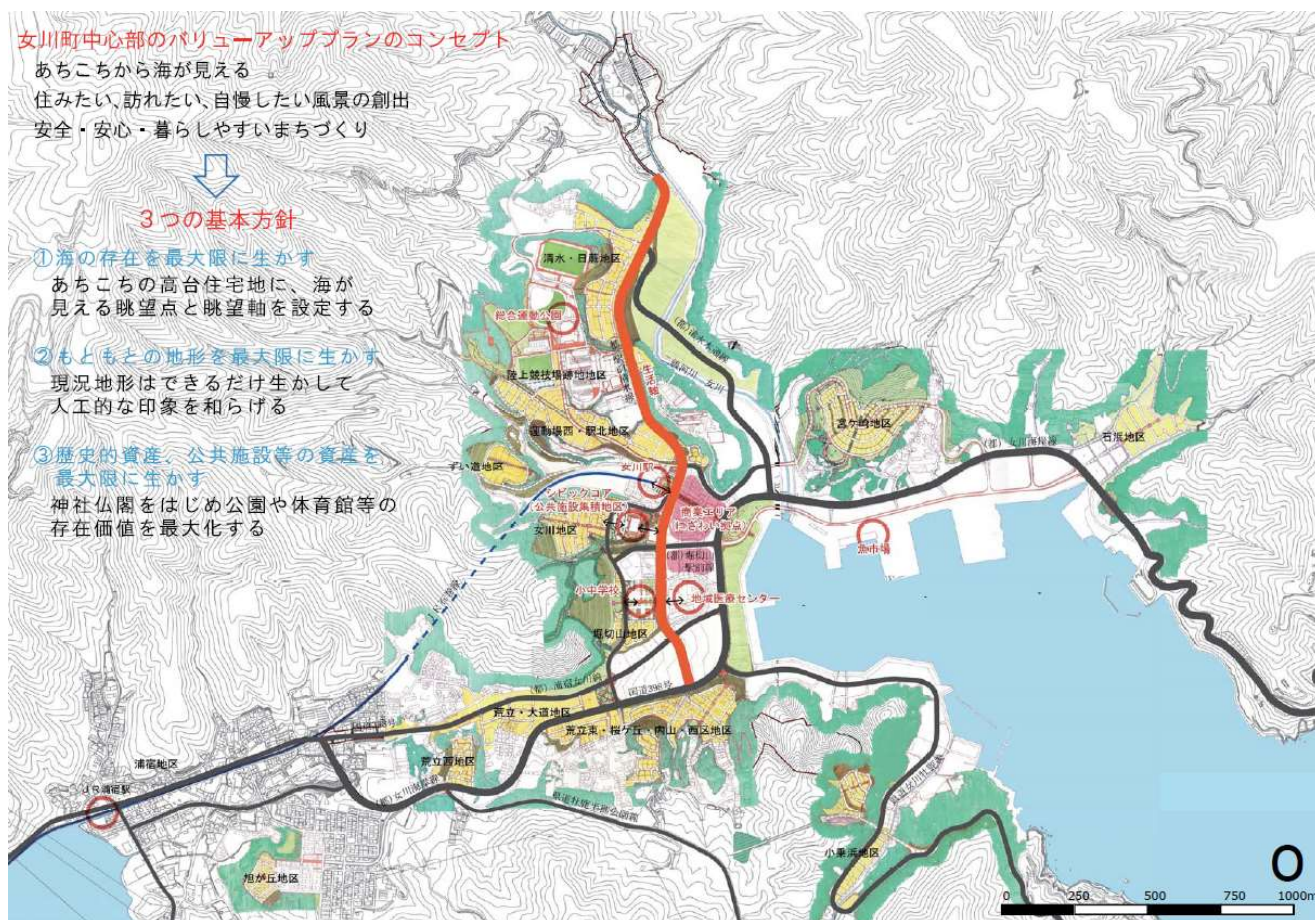 女川町中心部のバリューアッププランのコンセプト
あちこちから海が見える
住みたい、訪れたい、自慢したい風景の創出
安全・安心・暮らしやすいまちづくり
3つの基本方針
①海の存在を最大限に生かす
あちこちの高台住宅地に、海が
見える眺望点と眺望軸を設定する
②もともとの地形を最大限に生かす
現況地形はできるだけ生かして
人工的な印象を和らげる
③歴史的資産、公共施設等の資産を
最大限に生かす
神社仏閣をはじめ公園や体育館等の
存在価値を最大化する
清水・日蕨地区
総合運動公園
陸上競技場跡地地区
生活軸
運動場西・駅北地区
宮ケ崎地区
石浜地区
ずい道地区
女川駅
シビックコア
(公共施設集積地区)
商業エリア
(にぎわい拠点)
女川地区
魚市場
小中学校
地域医療センター
堀切山地区
国道398号
荒立・大道地区
荒立東・桜ケ丘・内山・西区地区
荒立西地区
浦宿地区
JR浦宿駅
旭が丘地区
小乗浜地区
0
250
500
750
1000m